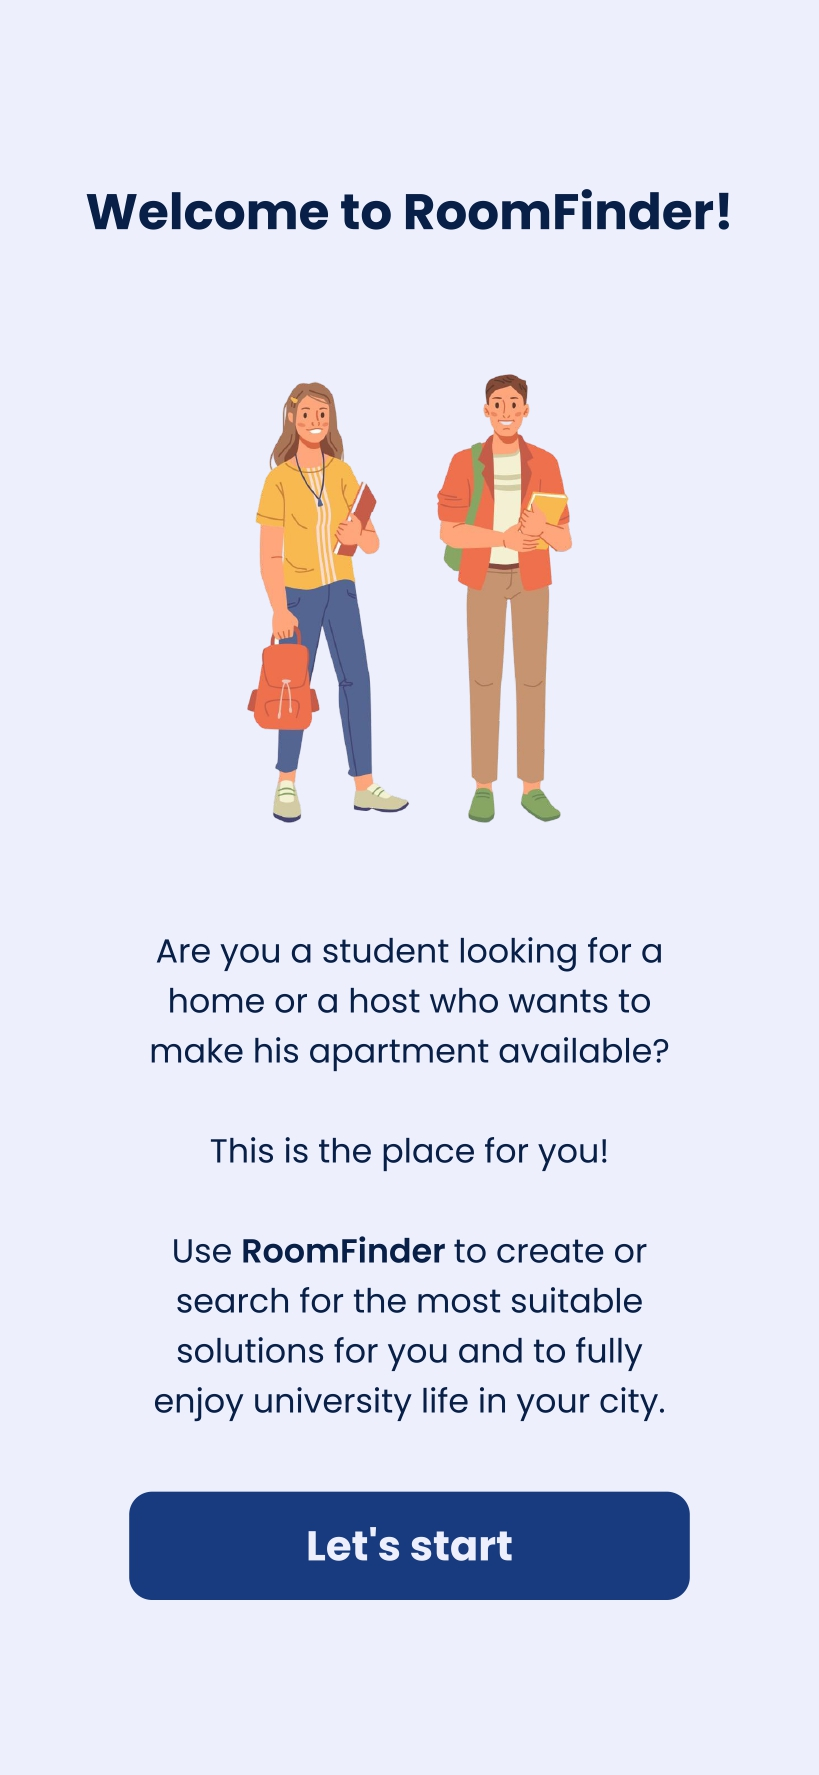 Welcome to RoomFinder!
Are you a student looking for a
home or a host who wants to
make his apartment available?
This is the place for you!
Use RoomFinder to create or
search for the most suitable
solutions for you and to fully
enjoy university life in your city.
Let's start